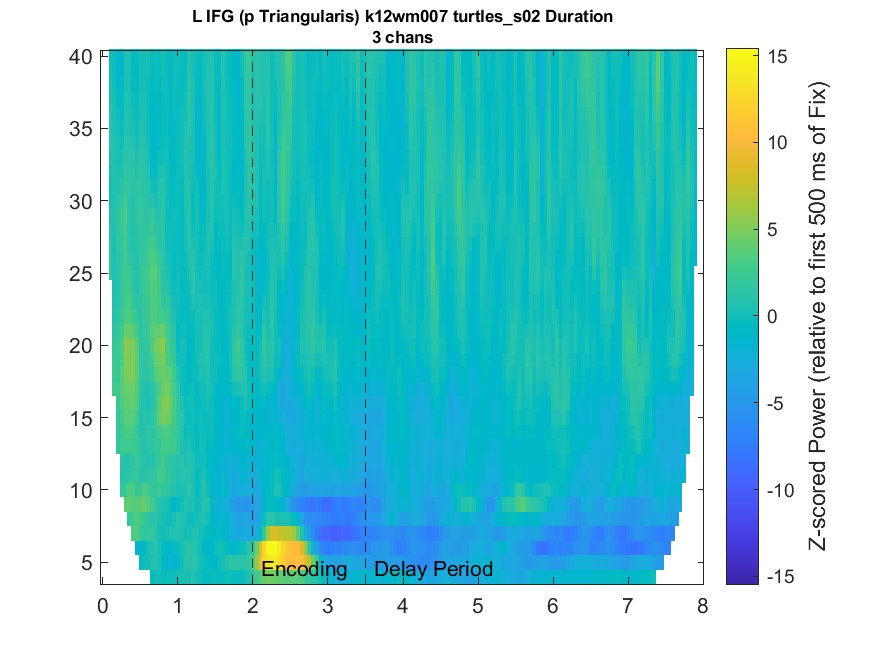 L IFG (p Triangularis) k12wm007 turtles_s02 Duration
3 chans
40
35
30
25
20
15
10
5
0 1 2 3 4 5 6 7 8
Encoding
Delay Period
15
10
5
0
-5
-10
-15
Z-scored Power (relative to first 500 ms of Fix)